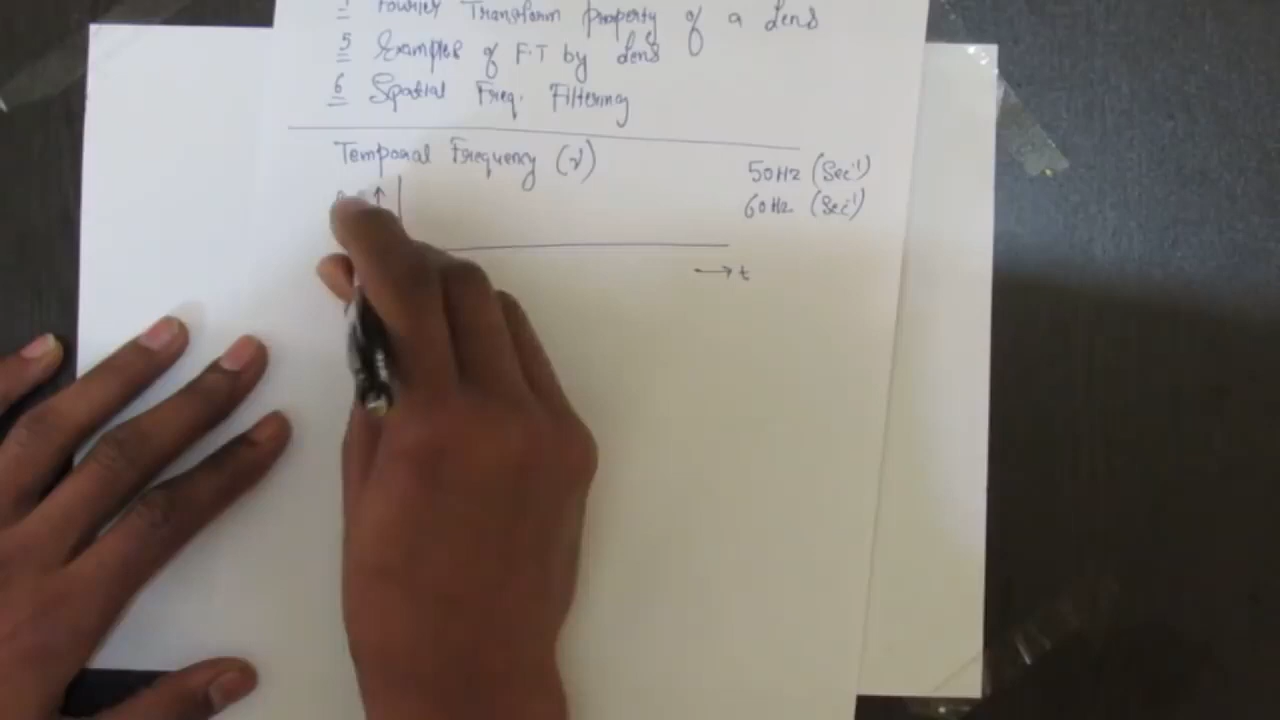 Fourier Transform property of a Lens
5 Examples of F.T by Lens
6 Spatial Freq. Filtering
Temporal Frequency (ν)
50Hz (Sec⁻¹)
60Hz (Sec⁻¹)
→ t